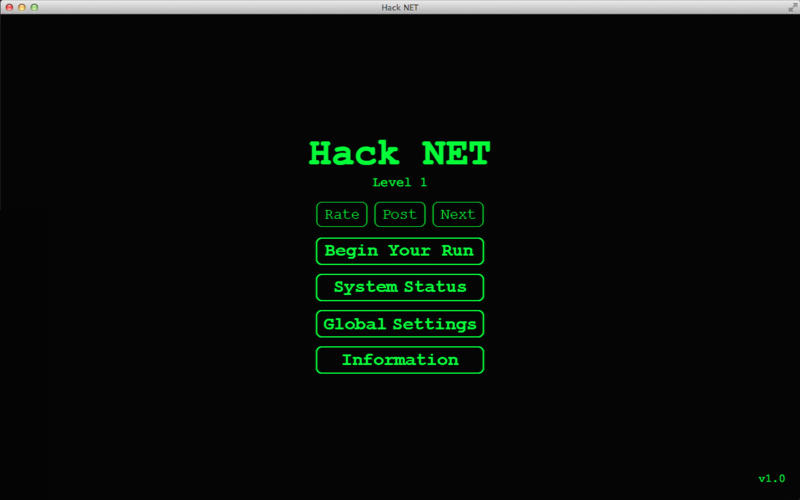 Hack NET
Hack NET
Level 1
Rate Post Next
Begin Your Run
System Status
Global Settings
Information
v1.0